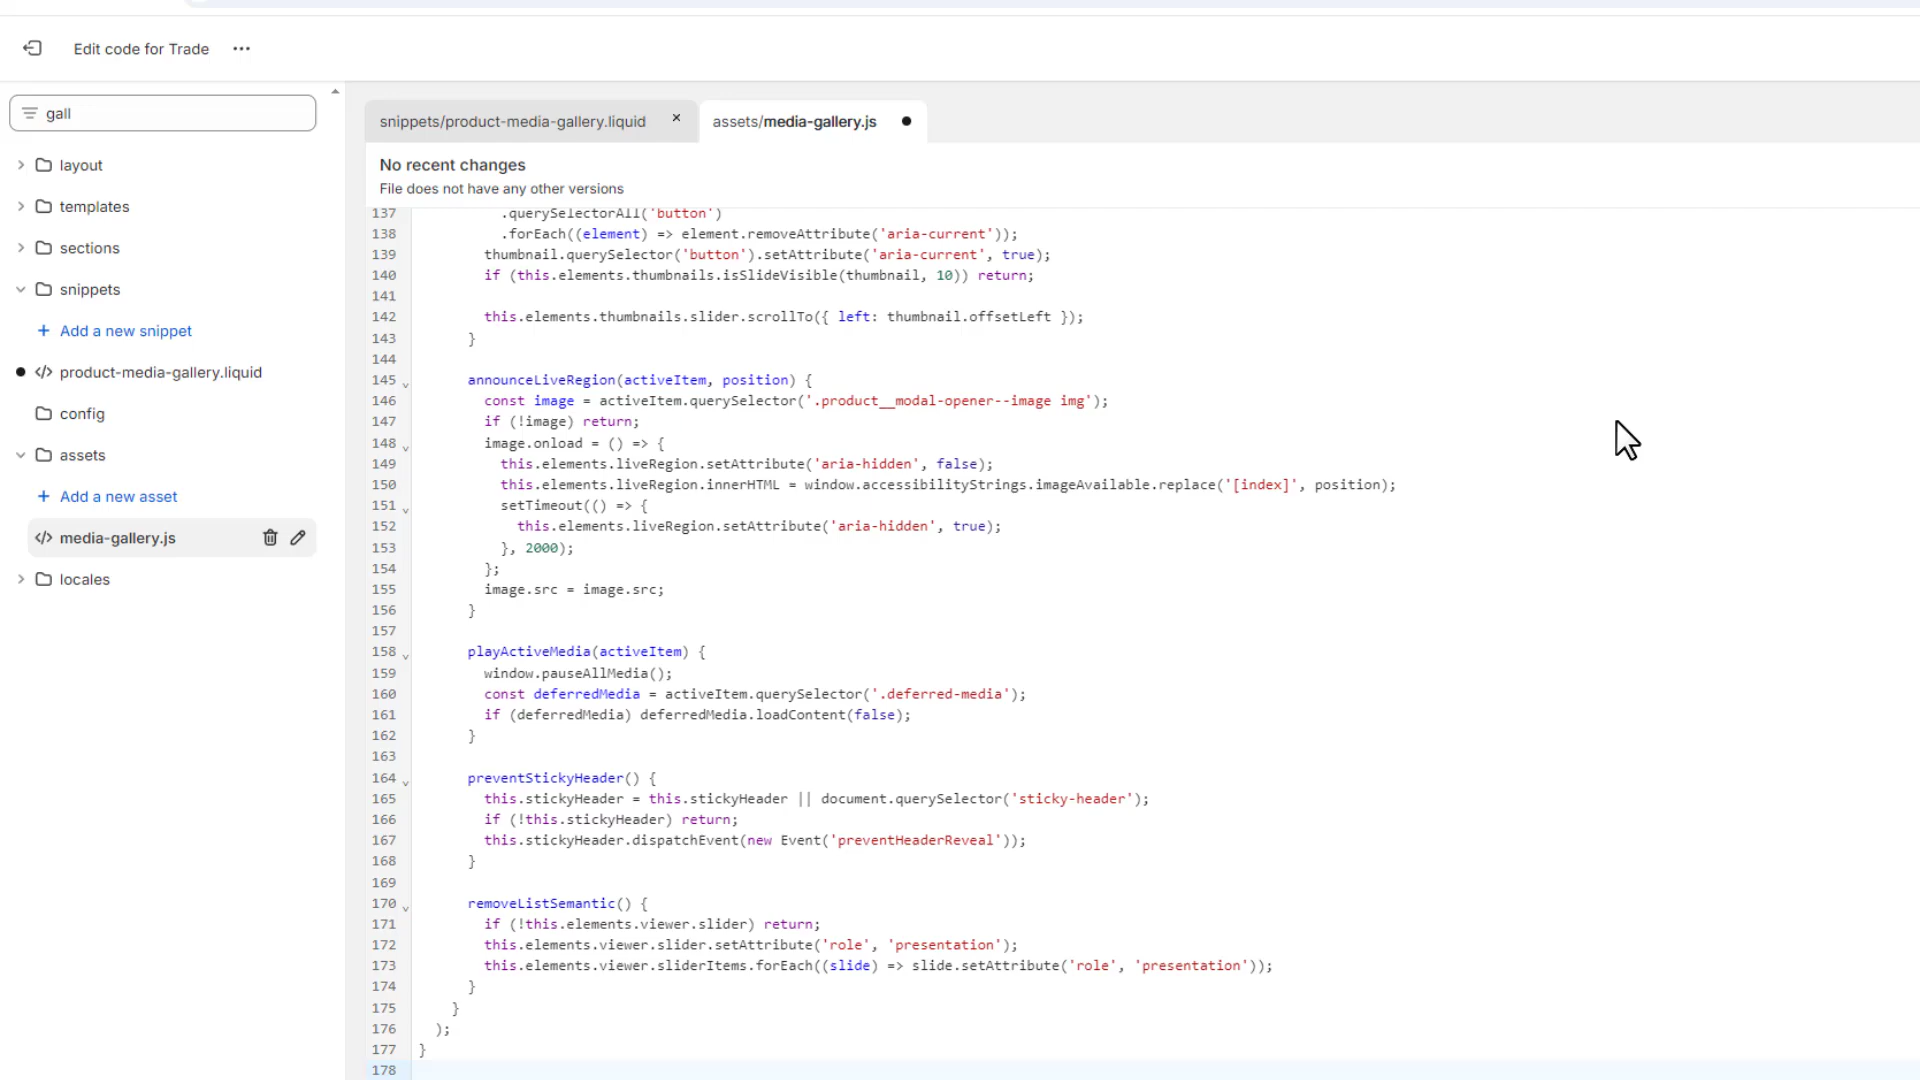 Edit code for Trade ...
gall
layout
templates
sections
snippets
+ Add a new snippet
</> product-media-gallery.liquid
config
assets
+ Add a new asset
</> media-gallery.js
locales
snippets/product-media-gallery.liquid ×
assets/media-gallery.js
No recent changes
File does not have any other versions
137 .querySelectorAll('button')
138 .forEach((element) => element.removeAttribute('aria-current'));
139 thumbnail.querySelector('button').setAttribute('aria-current', true);
140 if (this.elements.thumbnails.isSlideVisible(thumbnail, 10)) return;
141
142 this.elements.thumbnails.slider.scrollTo({ left: thumbnail.offsetLeft });
143 }
144
145 announceLiveRegion(activeItem, position) {
146 const image = activeItem.querySelector('.product__modal-opener--image img');
147 if (!image) return;
148 image.onload = () => {
149 this.elements.liveRegion.setAttribute('aria-hidden', false);
150 this.elements.liveRegion.innerHTML = window.accessibilityStrings.imageAvailable.replace('[index]', position);
151 setTimeout(() => {
152 this.elements.liveRegion.setAttribute('aria-hidden', true);
153 }, 2000);
154 };
155 image.src = image.src;
156 }
157
158 playActiveMedia(activeItem) {
159 window.pauseAllMedia();
160 const deferredMedia = activeItem.querySelector('.deferred-media');
161 if (deferredMedia) deferredMedia.loadContent(false);
162 }
163
164 preventStickyHeader() {
165 this.stickyHeader = this.stickyHeader || document.querySelector('sticky-header');
166 if (!this.stickyHeader) return;
167 this.stickyHeader.dispatchEvent(new Event('preventHeaderReveal'));
168 }
169
170 removeListSemantic() {
171 if (!this.elements.viewer.slider) return;
172 this.elements.viewer.slider.setAttribute('role', 'presentation');
173 this.elements.viewer.sliderItems.forEach((slide) => slide.setAttribute('role', 'presentation'));
174 }
175 }
176 );
177 }
178